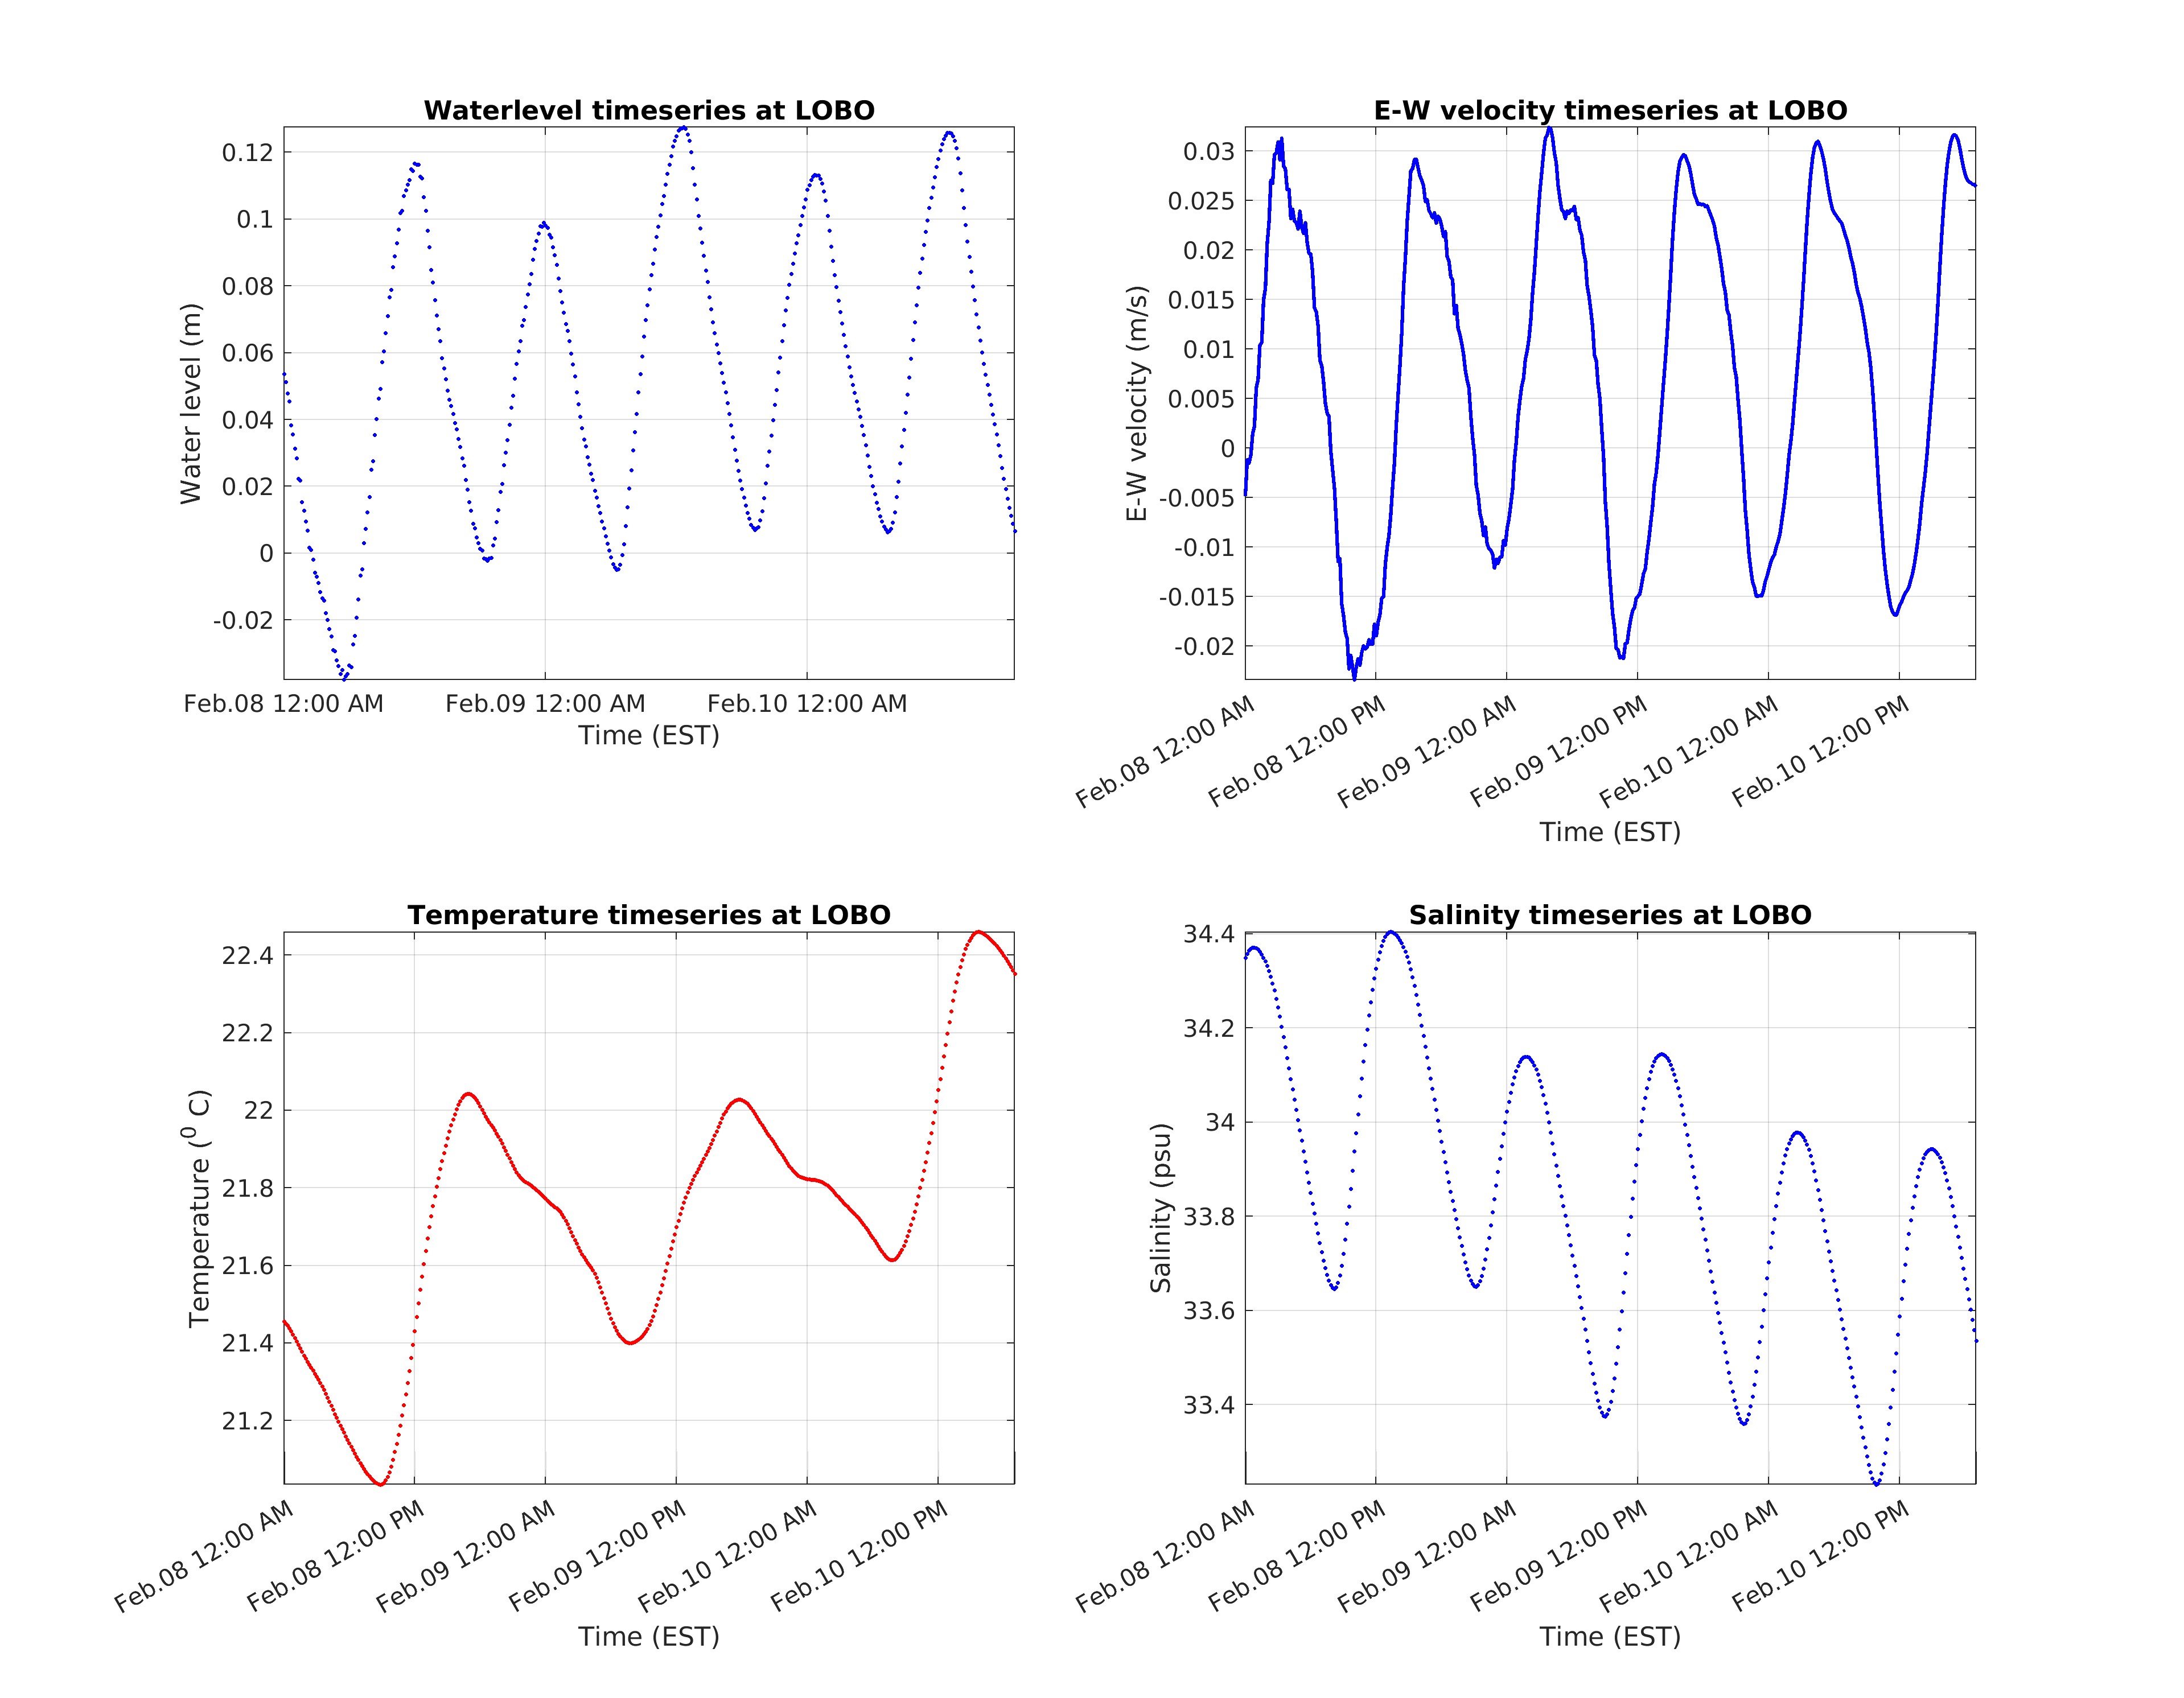 Waterlevel timeseries at LOBO
0.12
0.1
0.08
0.06
0.04
0.02
0
-0.02
Water level (m)
Feb.08 12:00 AM
Feb.09 12:00 AM
Feb.10 12:00 AM
Time (EST)
E-W velocity timeseries at LOBO
0.03
0.025
0.02
0.015
0.01
0.005
0
-0.005
-0.01
-0.015
-0.02
E-W velocity (m/s)
Feb.08 12:00 AM
Feb.08 12:00 PM
Feb.09 12:00 AM
Feb.09 12:00 PM
Feb.10 12:00 AM
Feb.10 12:00 PM
Time (EST)
Temperature timeseries at LOBO
22.4
22.2
22
21.8
21.6
21.4
21.2
Temperature (⁰ C)
Feb.08 12:00 AM
Feb.08 12:00 PM
Feb.09 12:00 AM
Feb.09 12:00 PM
Feb.10 12:00 AM
Feb.10 12:00 PM
Time (EST)
Salinity timeseries at LOBO
34.4
34.2
34
33.8
33.6
33.4
Salinity (psu)
Feb.08 12:00 AM
Feb.08 12:00 PM
Feb.09 12:00 AM
Feb.09 12:00 PM
Feb.10 12:00 AM
Feb.10 12:00 PM
Time (EST)